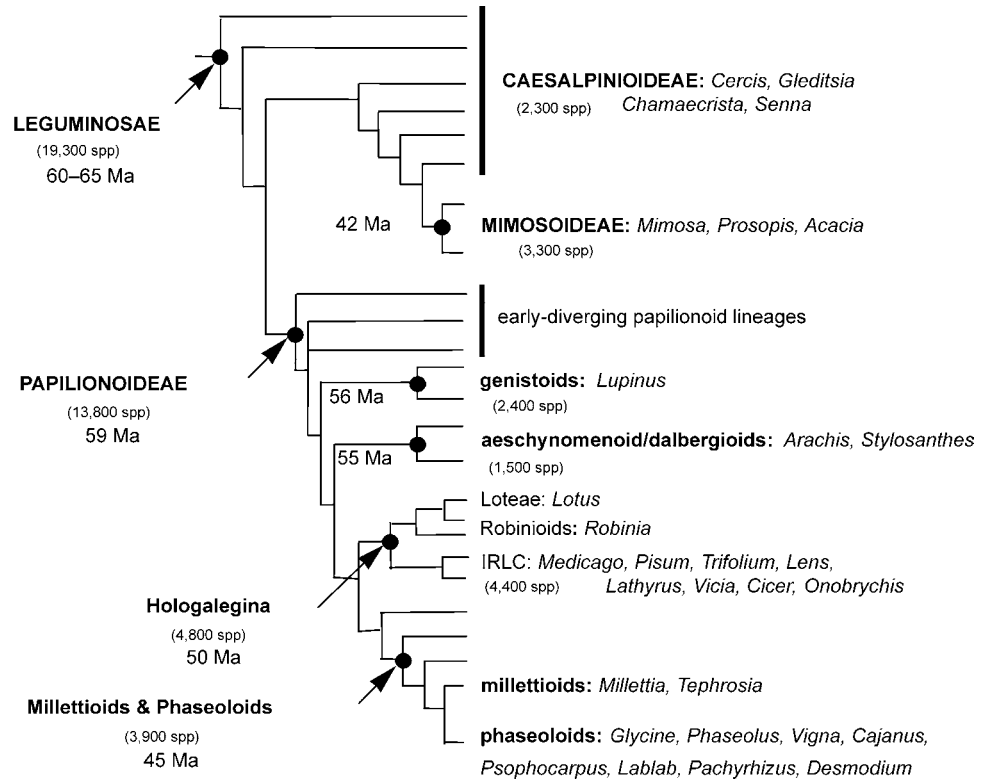 CAESALPINIOIDEAE: Cercis, Gleditsia
(2,300 spp) Chamaecrista, Senna
LEGUMINOSAE
(19,300 spp)
60–65 Ma
42 Ma
MIMOSOIDEAE: Mimosa, Prosopis, Acacia
(3,300 spp)
early-diverging papilionoid lineages
PAPILIONOIDEAE
(13,800 spp)
59 Ma
56 Ma
genistoids: Lupinus
(2,400 spp)
aeschynomenoid/dalbergioids: Arachis, Stylosanthes
55 Ma
(1,500 spp)
Loteae: Lotus
Robinioids: Robinia
IRLC: Medicago, Pisum, Trifolium, Lens,
(4,400 spp) Lathyrus, Vicia, Cicer, Onobrychis
Hologalegina
(4,800 spp)
50 Ma
Millettioids & Phaseoloids
(3,900 spp)
45 Ma
millettioids: Millettia, Tephrosia
phaseoloids: Glycine, Phaseolus, Vigna, Cajanus,
Psophocarpus, Lablab, Pachyrhizus, Desmodium